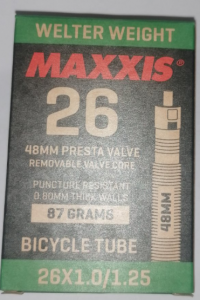 WELTER WEIGHT
MAXXIS®
26
48MM PRESTA VALVE
REMOVABLE VALVE CORE
PUNCTURE RESISTANT
0.80MM THICK WALLS
87 GRAMS
48MM
BICYCLE TUBE
26X1.0/1.25